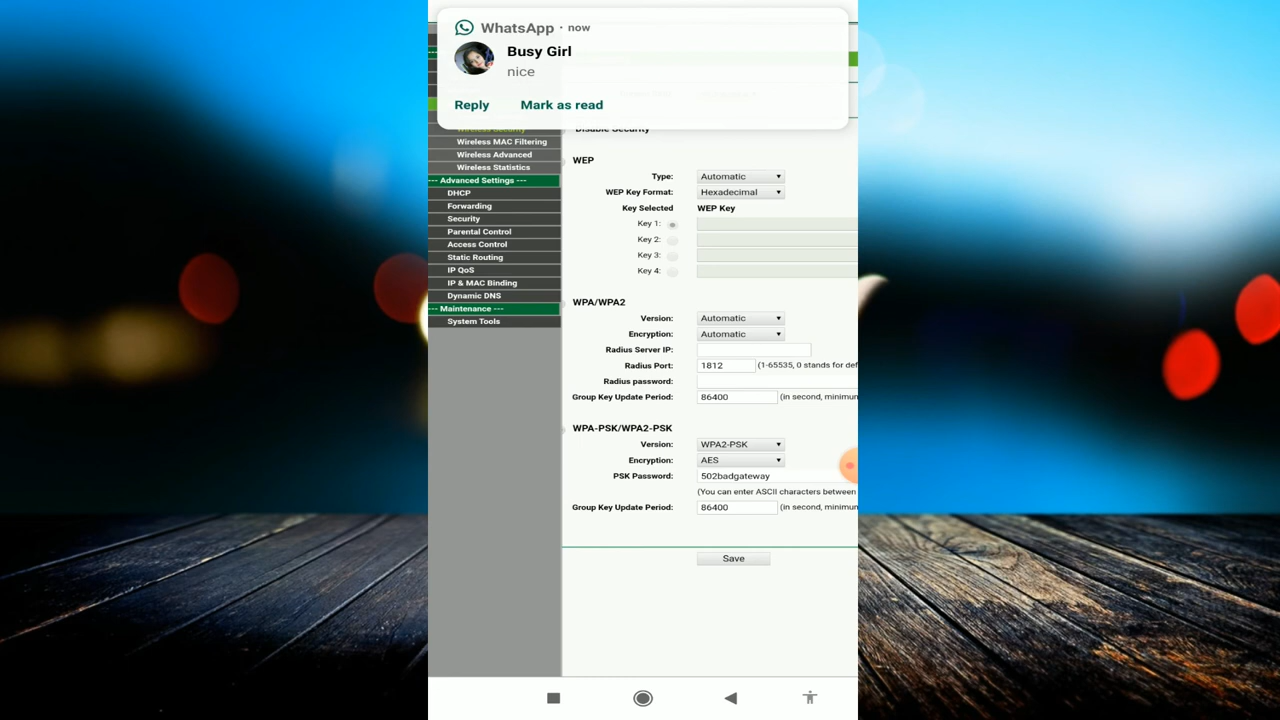 WhatsApp · now
Busy Girl
nice
Reply Mark as read
Disable Security
Wireless Security
Wireless MAC Filtering
Wireless Advanced
Wireless Statistics
--- Advanced Settings ---
DHCP
Forwarding
Security
Parental Control
Access Control
Static Routing
IP QoS
IP & MAC Binding
Dynamic DNS
--- Maintenance ---
System Tools
WEP
Type: Automatic
WEP Key Format: Hexadecimal
Key Selected WEP Key
Key 1:
Key 2:
Key 3:
Key 4:
WPA/WPA2
Version: Automatic
Encryption: Automatic
Radius Server IP:
Radius Port: 1812 (1-65535, 0 stands for def
Radius password:
Group Key Update Period: 86400 (in second, minimun
WPA-PSK/WPA2-PSK
Version: WPA2-PSK
Encryption: AES
PSK Password: 502badgateway
(You can enter ASCII characters between
Group Key Update Period: 86400 (in second, minimun
Save